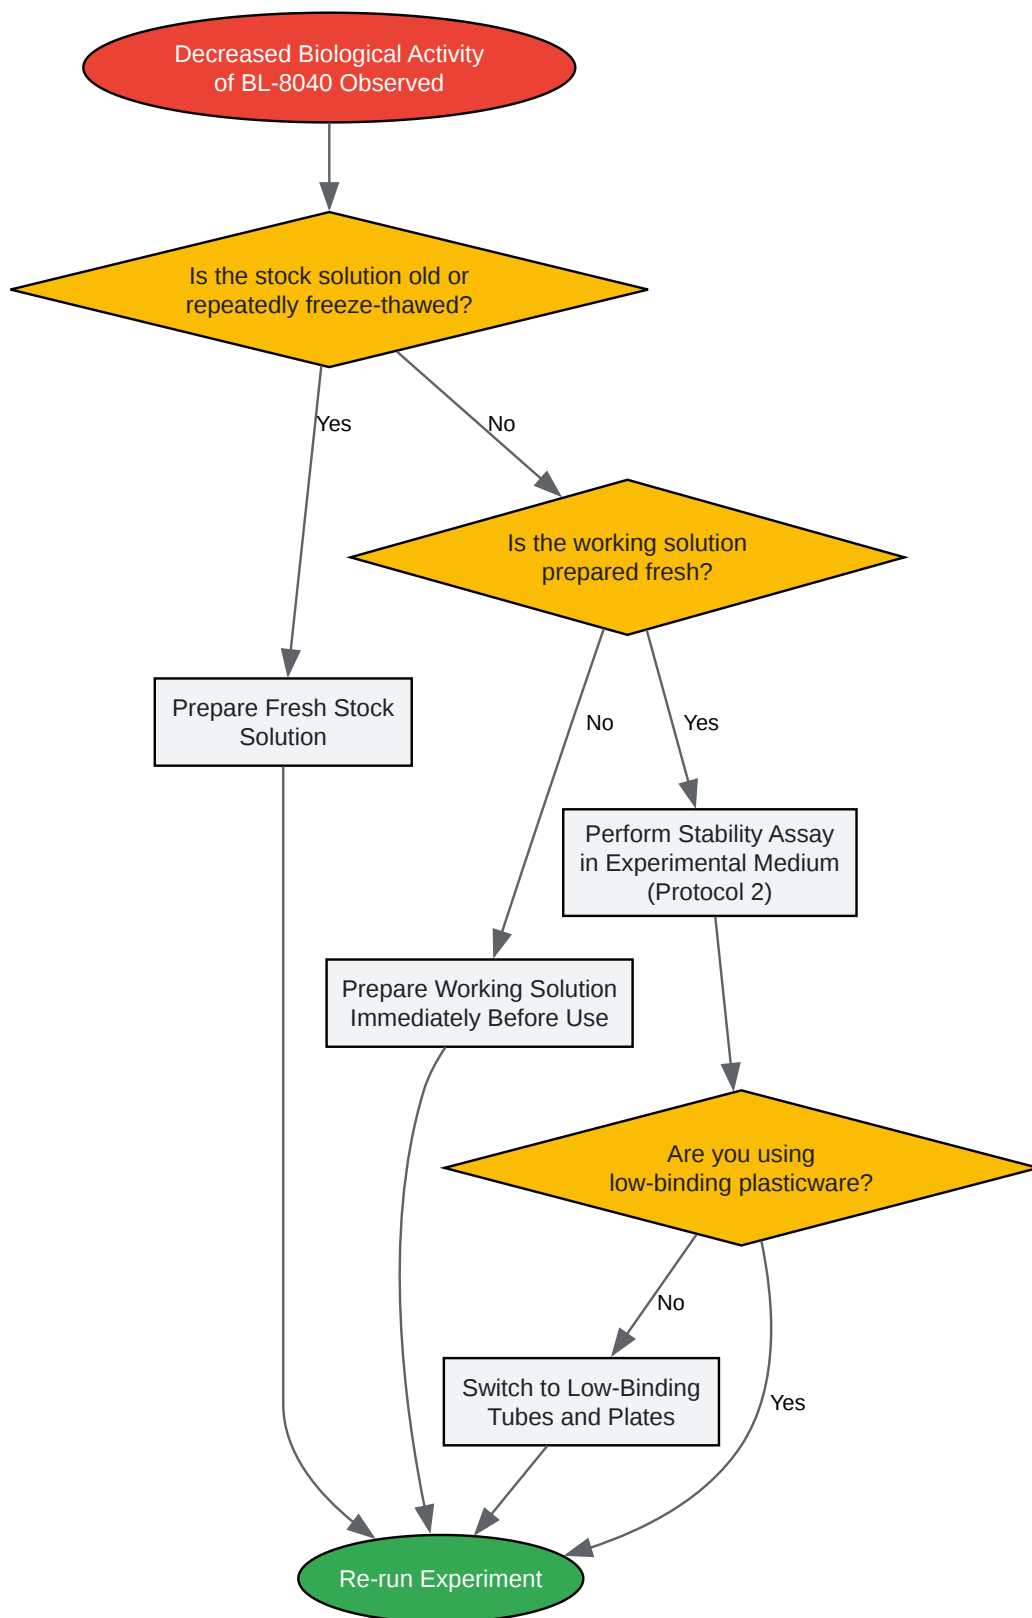 Decreased Biological Activity
of BL-8040 Observed
Is the stock solution old or
repeatedly freeze-thawed?
Yes
No
Is the working solution
prepared fresh?
Prepare Fresh Stock
Solution
No
Yes
Perform Stability Assay
in Experimental Medium
(Protocol 2)
Prepare Working Solution
Immediately Before Use
Are you using
low-binding plasticware?
No
Switch to Low-Binding
Tubes and Plates
Yes
Re-run Experiment